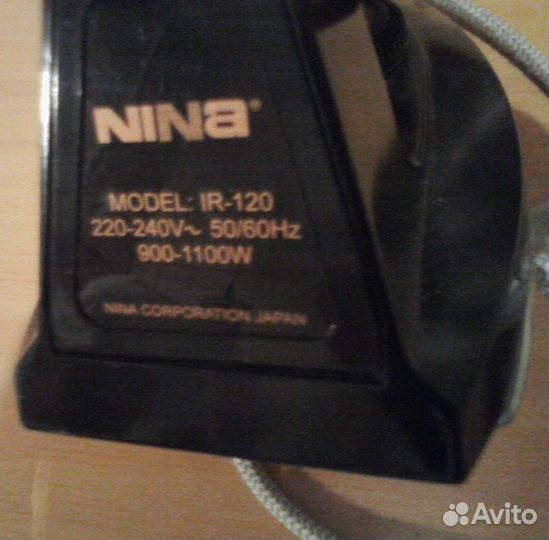 NINa®
MODEL: IR-120
220-240V~ 50/60Hz
900-1100W
NINA CORPORATION JAPAN
Avito